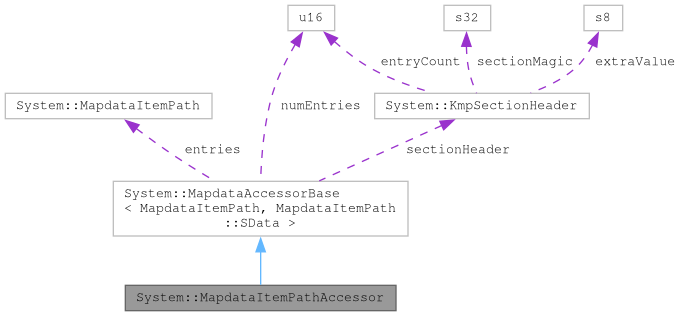 u16
s32
s8
entryCount
sectionMagic
extraValue
System::MapdataItemPath
numEntries
System::KmpSectionHeader
entries
sectionHeader
System::MapdataAccessorBase
< MapdataItemPath, MapdataItemPath
::SData >
System::MapdataItemPathAccessor